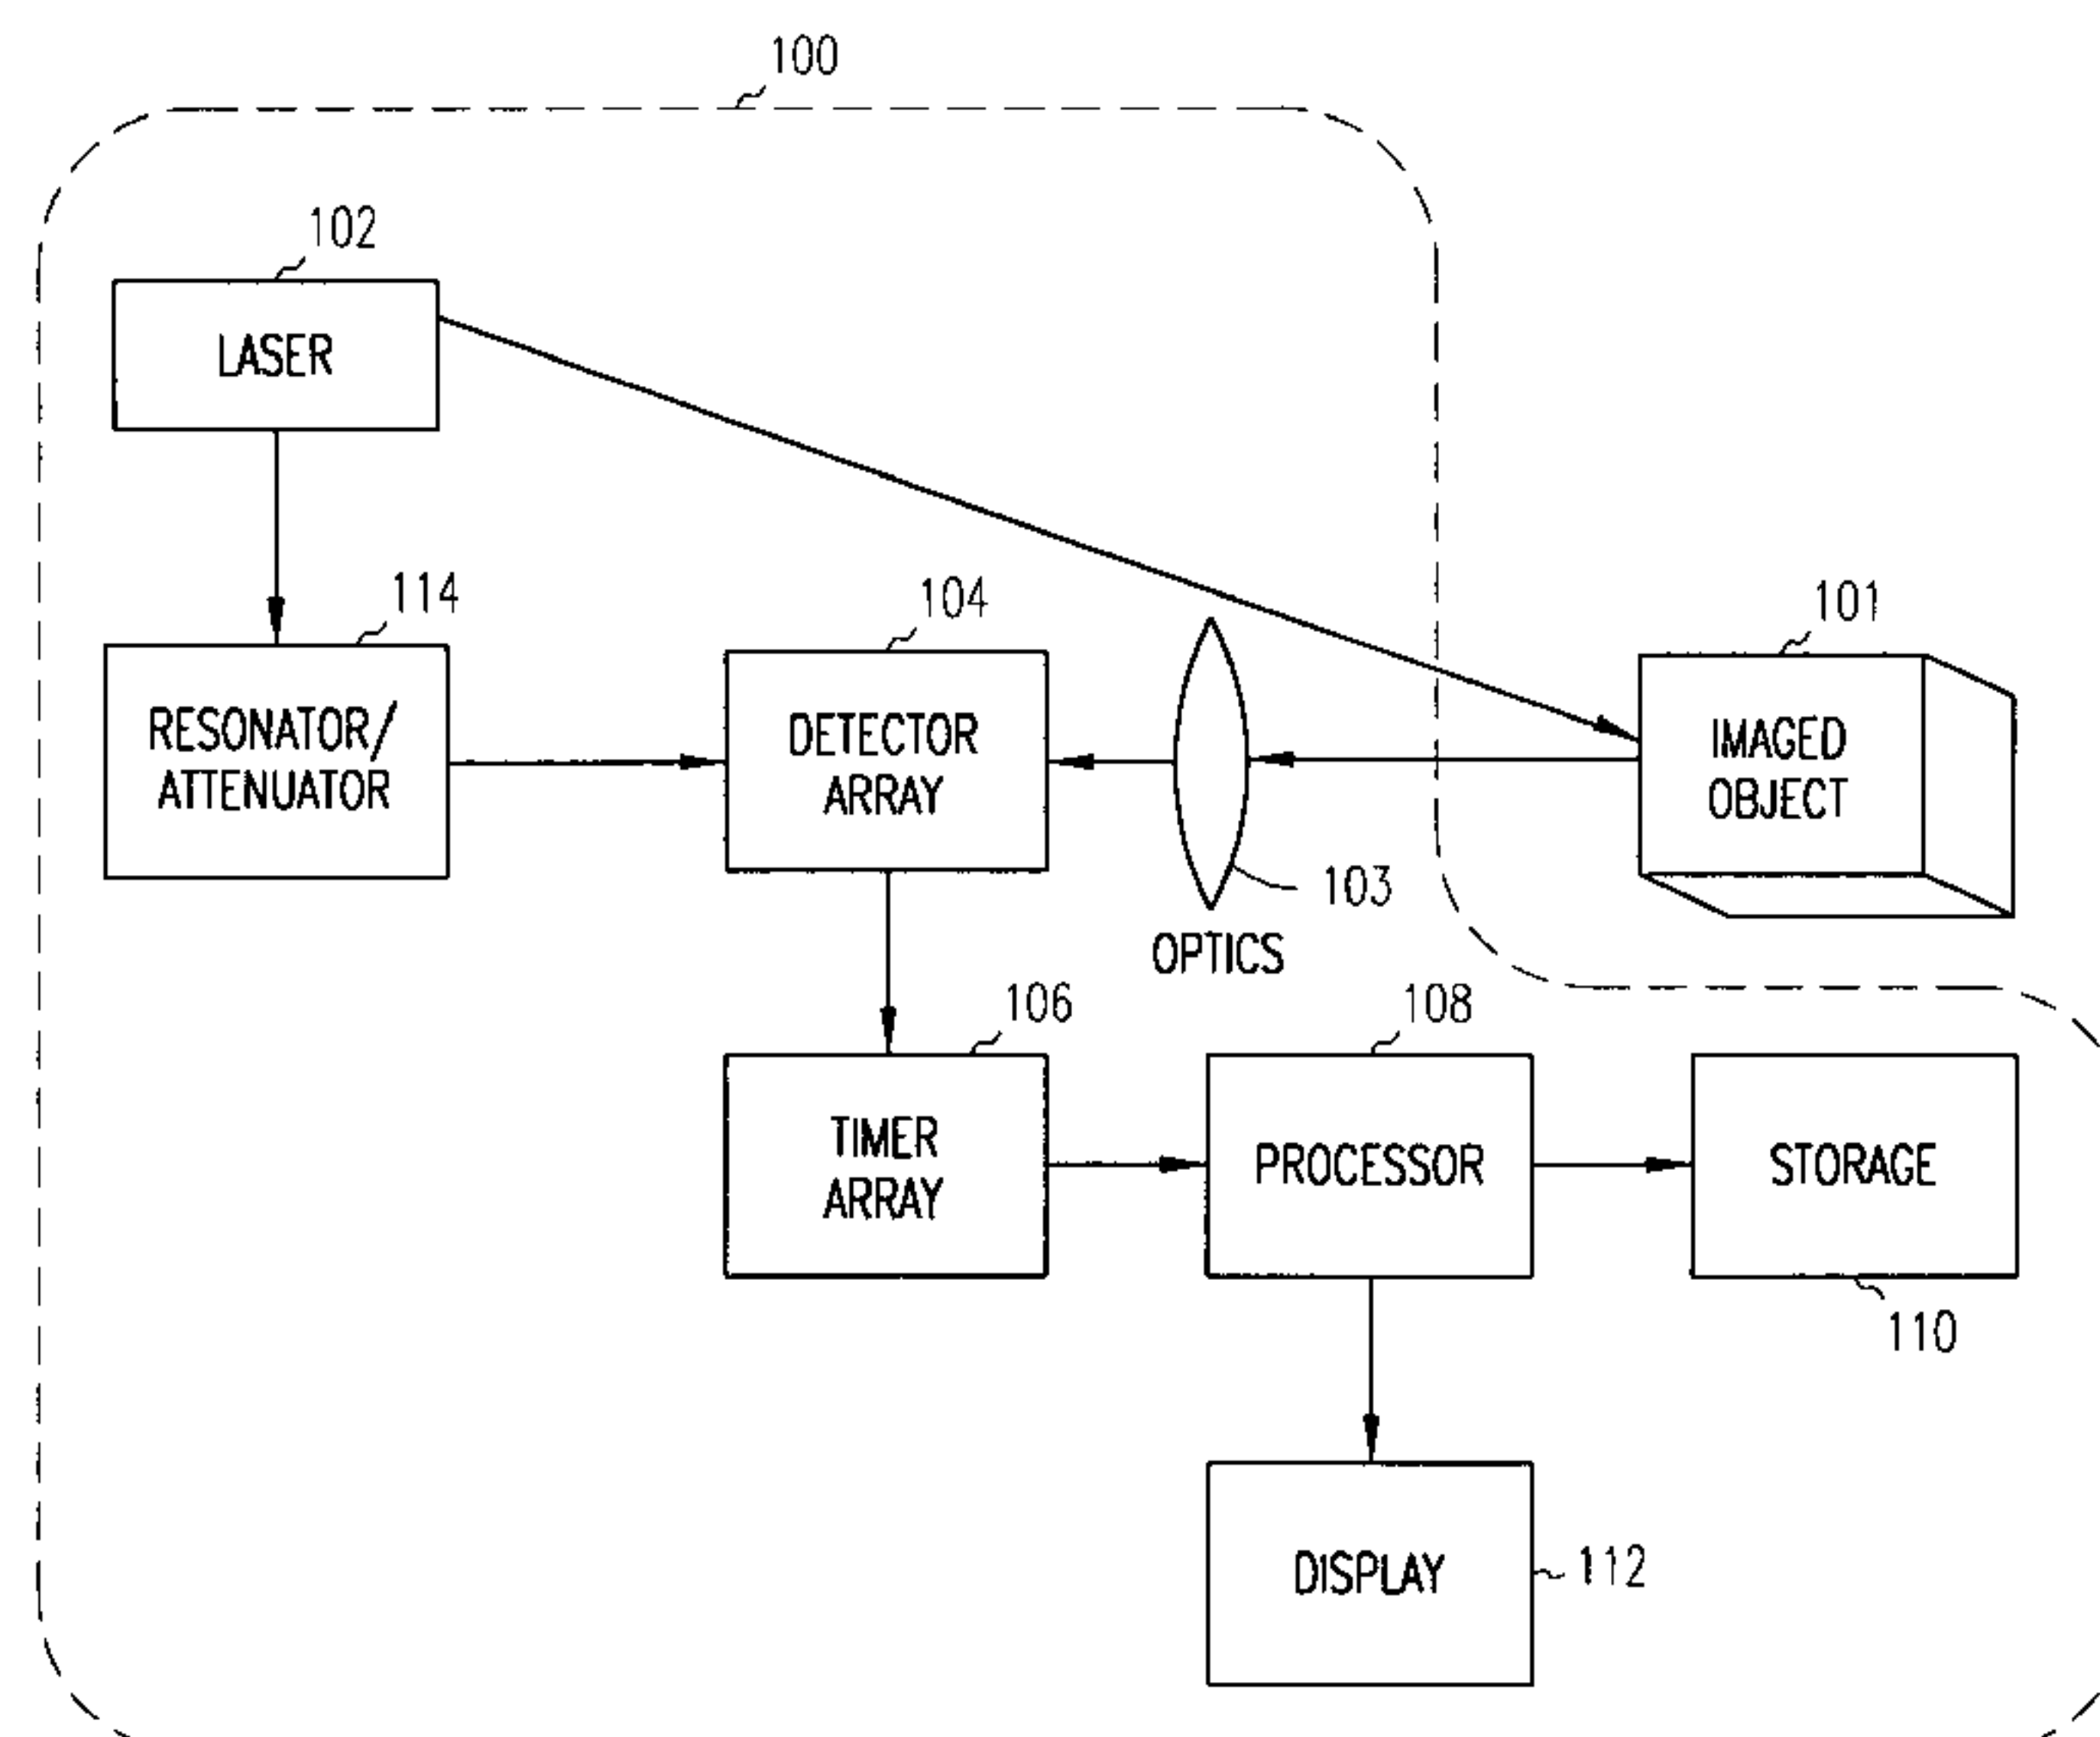 100
102
LASER
114
RESONATOR/
ATTENUATOR
104
DETECTOR
ARRAY
103
OPTICS
101
IMAGED
OBJECT
106
TIMER
ARRAY
108
PROCESSOR
STORAGE
110
DISPLAY
112